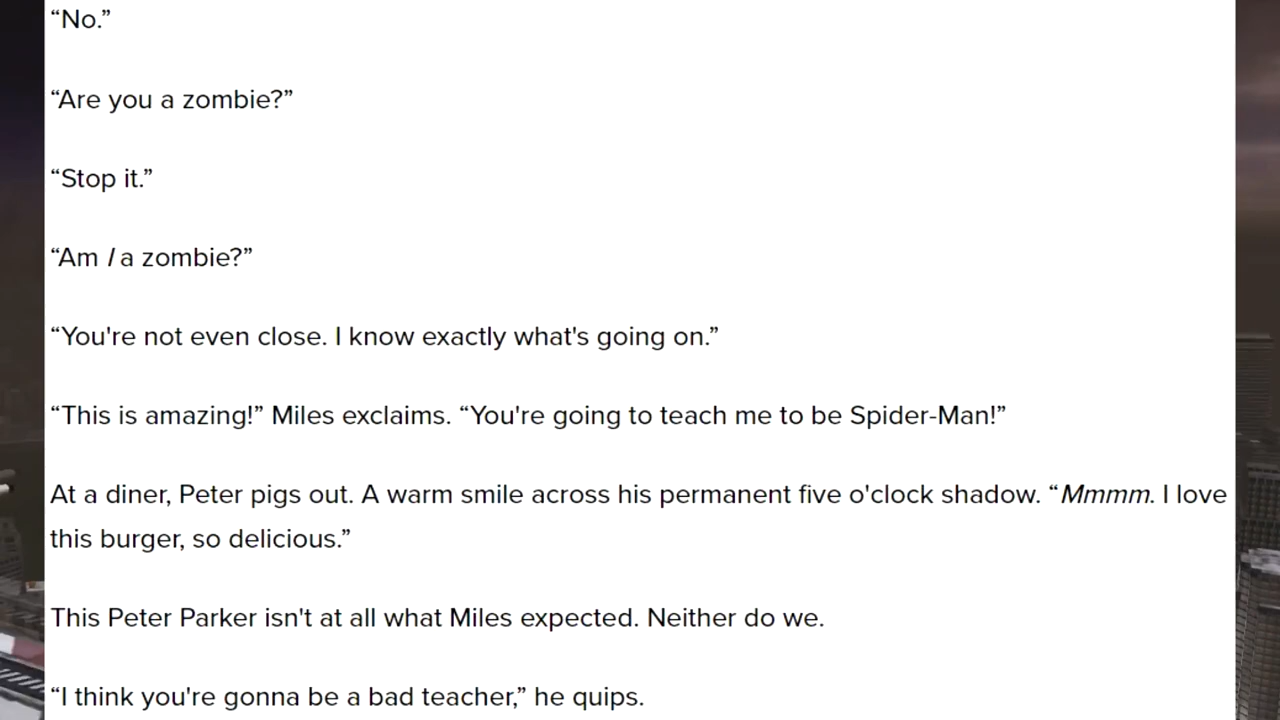 “No.”
“Are you a zombie?”
“Stop it.”
“Am I a zombie?”
“You're not even close. I know exactly what's going on.”
“This is amazing!” Miles exclaims. “You're going to teach me to be Spider-Man!”
At a diner, Peter pigs out. A warm smile across his permanent five o'clock shadow. “Mmmm. I love
this burger, so delicious.”
This Peter Parker isn't at all what Miles expected. Neither do we.
“I think you're gonna be a bad teacher,” he quips.